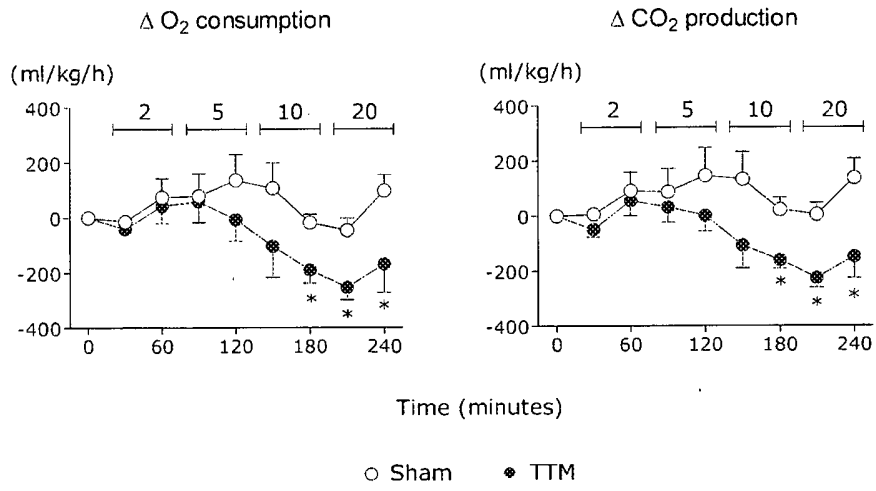 Δ O₂ consumption
Δ CO₂ production
(ml/kg/h)
(ml/kg/h)
2 5 10 20
2 5 10 20
400
200
0
-200
-400
400
200
0
-200
-400
* * *
* * *
0 60 120 180 240
0 60 120 180 240
Time (minutes)
Sham TTM